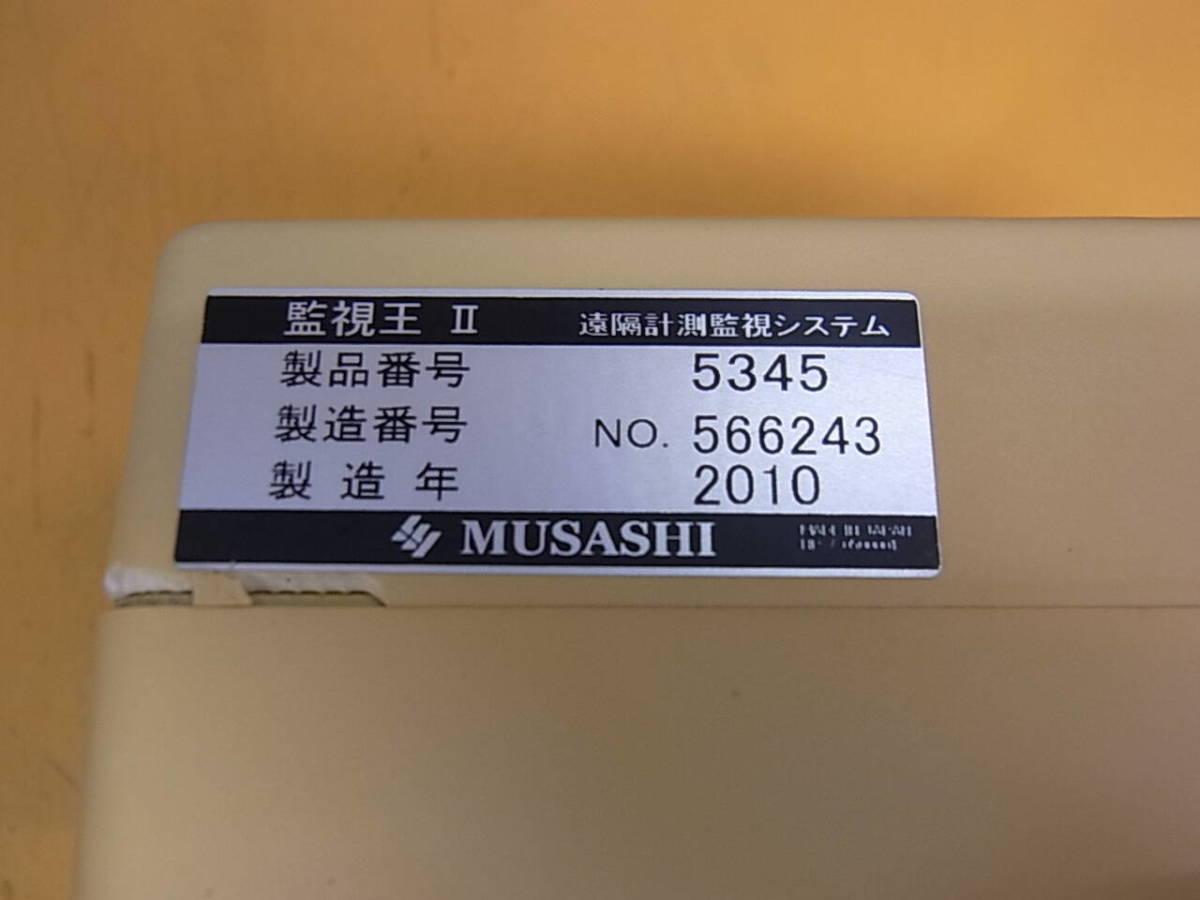 監視王 Ⅱ 遠隔計測監視システム
製品番号 5345
製造番号 NO. 566243
製造年 2010
MUSASHI